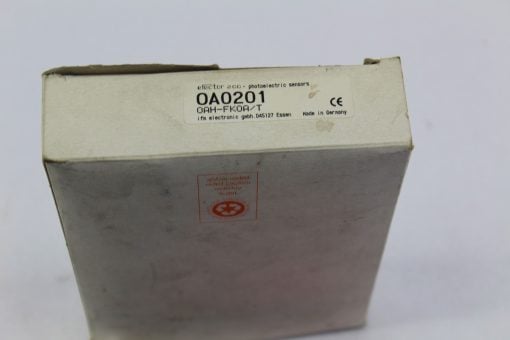 efector 200 - photoelectric sensors
OA0201
OAH-FKOA/T
ifm electronic gmbh.D45127 Essen
Made in Germany
CE